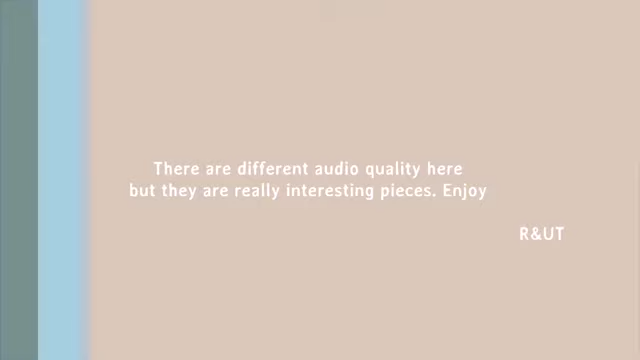 There are different audio quality here
but they are really interesting pieces. Enjoy
R&UT